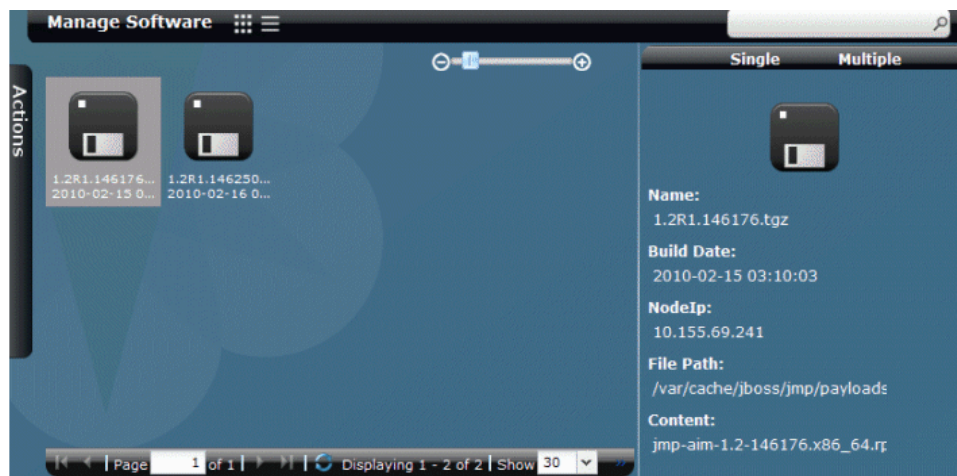 Manage Software
Single Multiple
Actions
1.2R1.146176...
2010-02-15 0...
1.2R1.146250...
2010-02-16 0...
Name:
1.2R1.146176.tgz
Build Date:
2010-02-15 03:10:03
NodeIp:
10.155.69.241
File Path:
/var/cache/jboss/jmp/payloads
Content:
jmp-aim-1.2-146176.x86_64.rp
Page 1 of 1 Displaying 1 - 2 of 2 Show 30